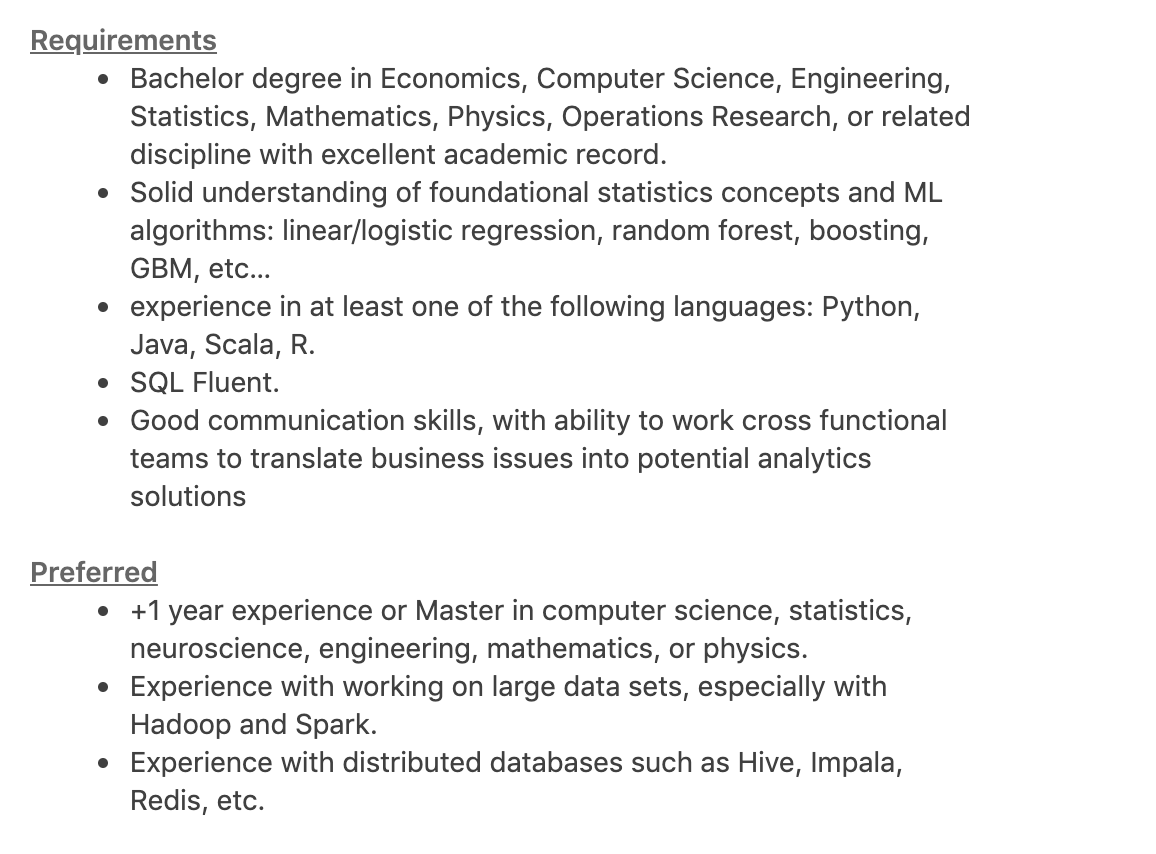 Requirements
• Bachelor degree in Economics, Computer Science, Engineering,
Statistics, Mathematics, Physics, Operations Research, or related
discipline with excellent academic record.
• Solid understanding of foundational statistics concepts and ML
algorithms: linear/logistic regression, random forest, boosting,
GBM, etc...
• experience in at least one of the following languages: Python,
Java, Scala, R.
• SQL Fluent.
• Good communication skills, with ability to work cross functional
teams to translate business issues into potential analytics
solutions
Preferred
• +1 year experience or Master in computer science, statistics,
neuroscience, engineering, mathematics, or physics.
• Experience with working on large data sets, especially with
Hadoop and Spark.
• Experience with distributed databases such as Hive, Impala,
Redis, etc.